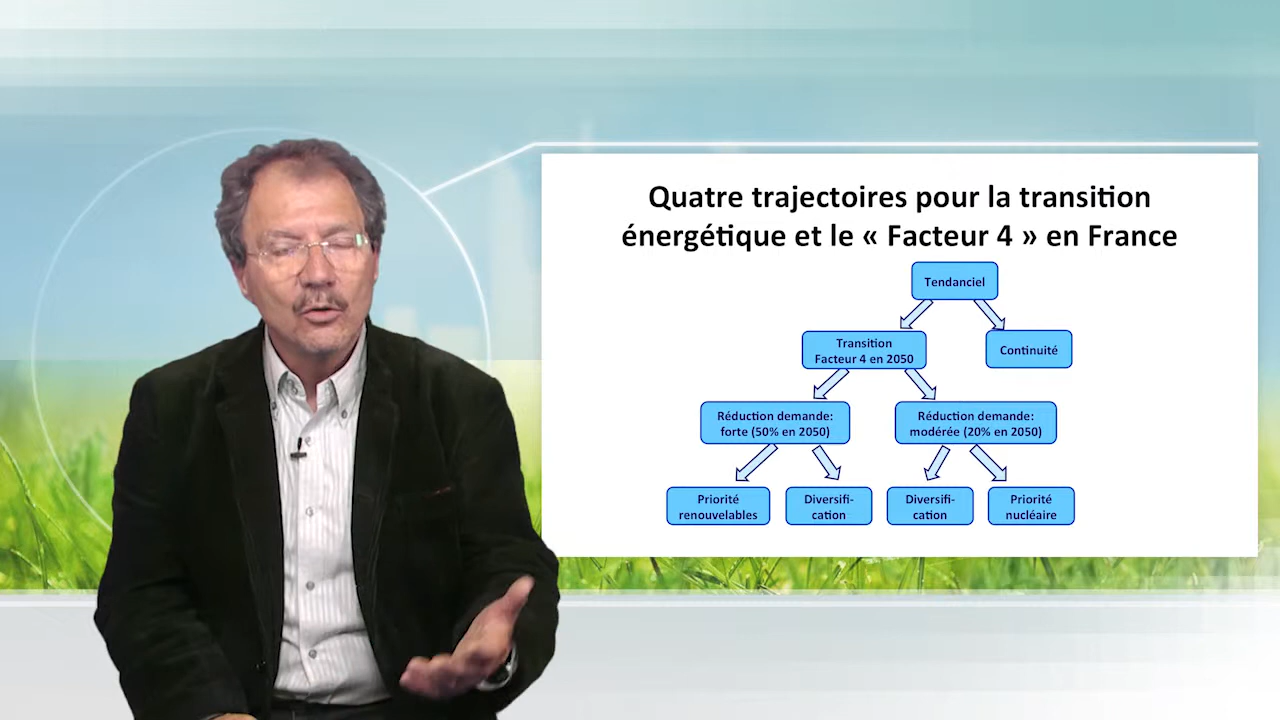 Quatre trajectoires pour la transition
énergétique et le « Facteur 4 » en France
Tendanciel
Transition
Facteur 4 en 2050
Continuité
Réduction demande:
forte (50% en 2050)
Réduction demande:
modérée (20% en 2050)
Priorité
renouvelables
Diversifi-
cation
Diversifi-
cation
Priorité
nucléaire